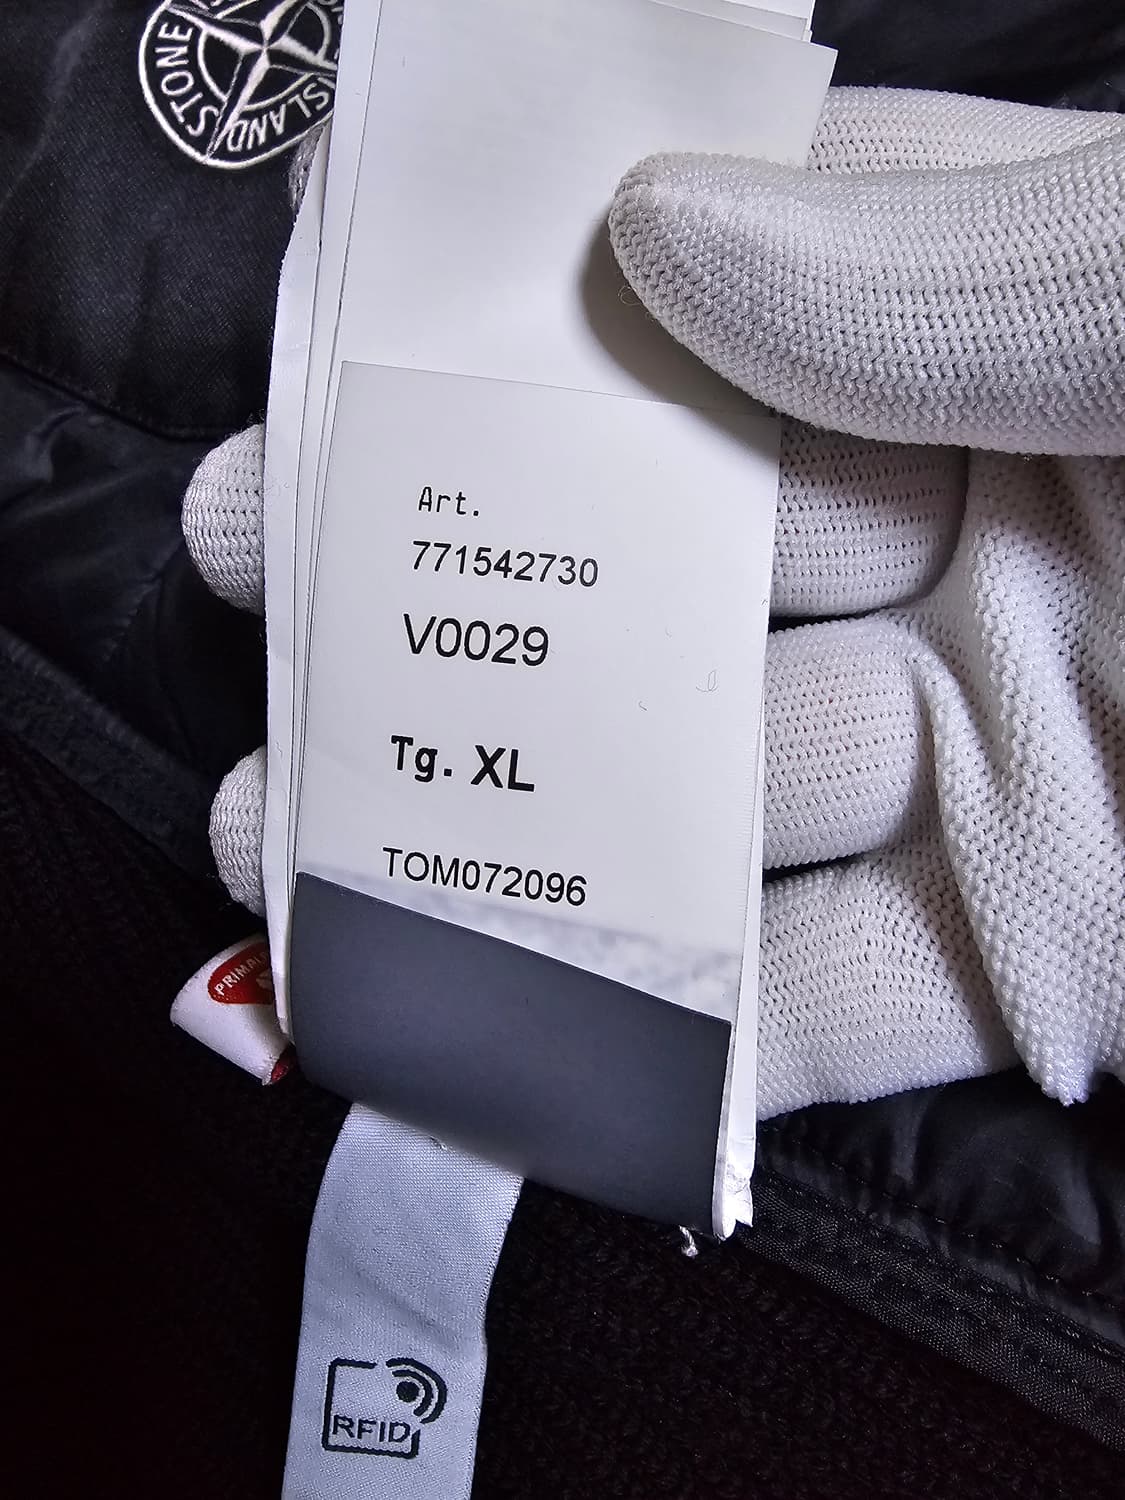 STONE
ISLAND
Art.
771542730
V0029
Tg. XL
TOM072096
RFID